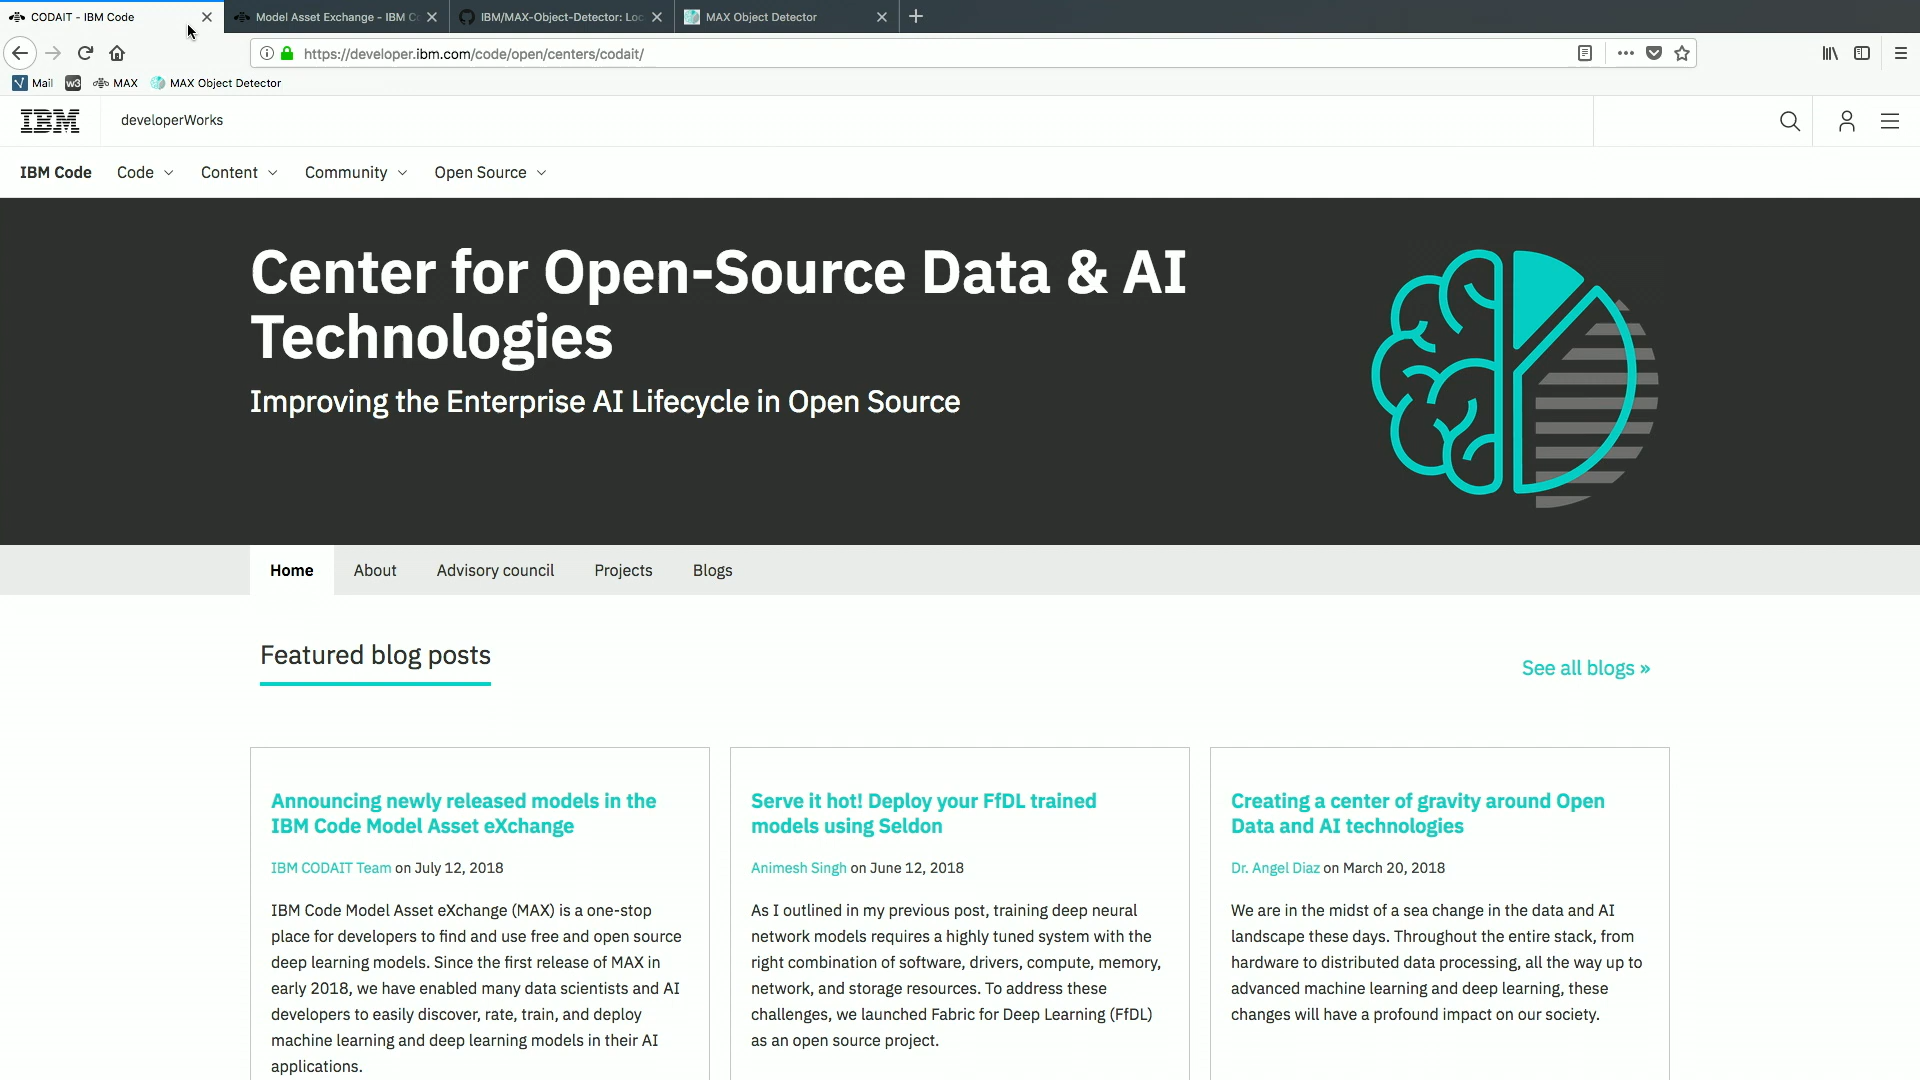 CODAIT - IBM Code
Model Asset Exchange - IBM C
IBM/MAX-Object-Detector: Loc
MAX Object Detector
https://developer.ibm.com/code/open/centers/codait/
Mail
w3
MAX
MAX Object Detector
IBM
developerWorks
IBM Code
Code
Content
Community
Open Source
Center for Open-Source Data & AI
Technologies
Improving the Enterprise AI Lifecycle in Open Source
Home
About
Advisory council
Projects
Blogs
Featured blog posts
See all blogs »
Announcing newly released models in the
IBM Code Model Asset eXchange
IBM CODAIT Team on July 12, 2018
IBM Code Model Asset eXchange (MAX) is a one-stop
place for developers to find and use free and open source
deep learning models. Since the first release of MAX in
early 2018, we have enabled many data scientists and AI
developers to easily discover, rate, train, and deploy
machine learning and deep learning models in their AI
applications.
Serve it hot! Deploy your FfDL trained
models using Seldon
Animesh Singh on June 12, 2018
As I outlined in my previous post, training deep neural
network models requires a highly tuned system with the
right combination of software, drivers, compute, memory,
network, and storage resources. To address these
challenges, we launched Fabric for Deep Learning (FfDL)
as an open source project.
Creating a center of gravity around Open
Data and AI technologies
Dr. Angel Diaz on March 20, 2018
We are in the midst of a sea change in the data and AI
landscape these days. Throughout the entire stack, from
hardware to distributed data processing, all the way up to
advanced machine learning and deep learning, these
changes will have a profound impact on our society.